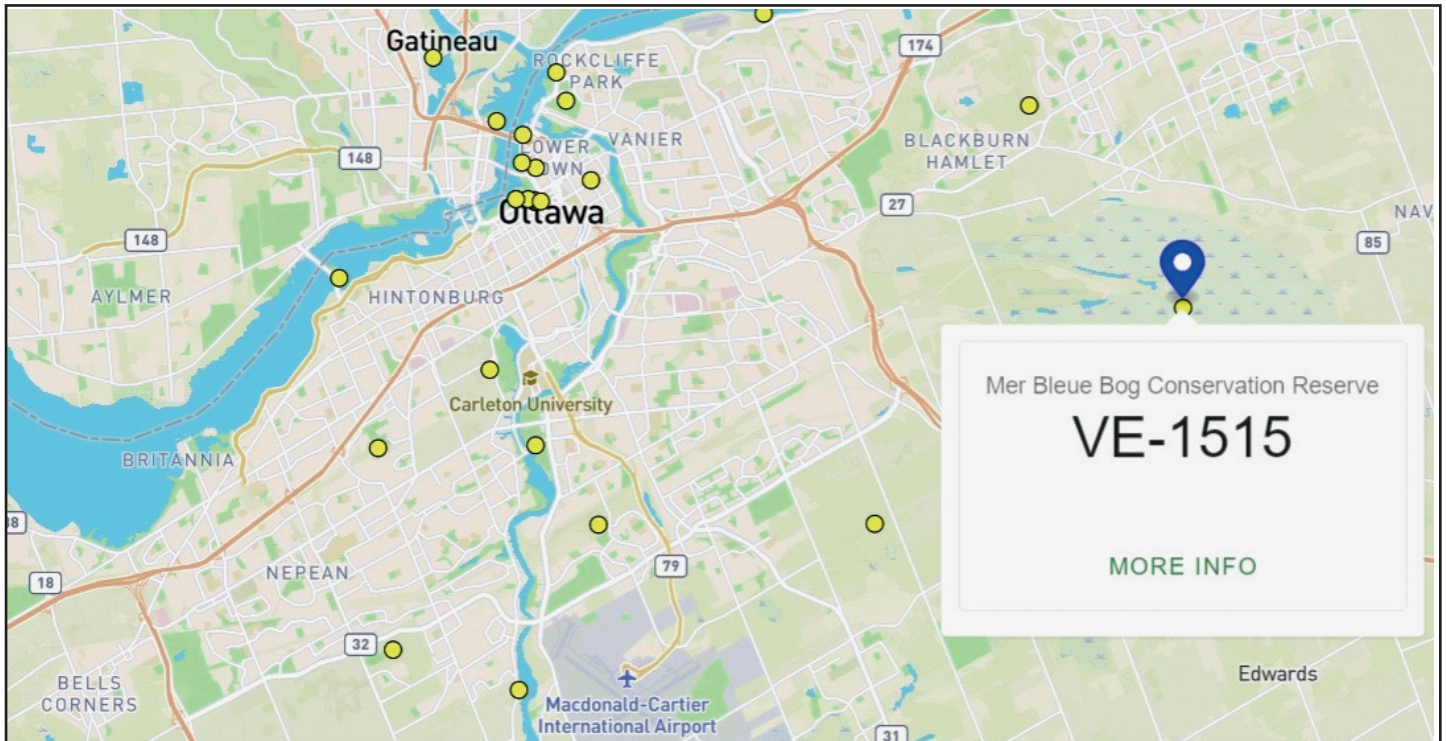 Gatineau
ROCKCLIFFE
PARK
174
148
LOWER
TOWN
VANIER
BLACKBURN
HAMLET
27
NAV
Ottawa
148
85
AYLMER
HINTONBURG
Carleton University
BRITANNIA
Mer Bleue Bog Conservation Reserve
VE-1515
MORE INFO
38
18
NEPEAN
79
32
BELLS
CORNERS
Macdonald-Cartier
International Airport
Edwards
31